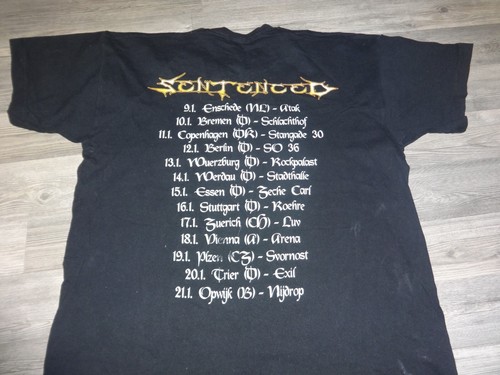 SENTENCED
9.1. Enschede (NL) - Atak
10.1. Bremen (D) - Schlachthof
11.1. Copenhagen (DK) - Stangade 30
12.1. Berlin (D) - SO 36
13.1. Wuerzburg (D) - Rockpalast
14.1. Werdau (D) - Stadthalle
15.1. Essen (D) - Zeche Carl
16.1. Stuttgart (D) - Roehre
17.1. Zuerich (CH) - Luv
18.1. Vienna (A) - Arena
19.1. Plzen (CZ) - Svornost
20.1. Trier (D) - Exil
21.1. Opwijk (B) - Nijdrop